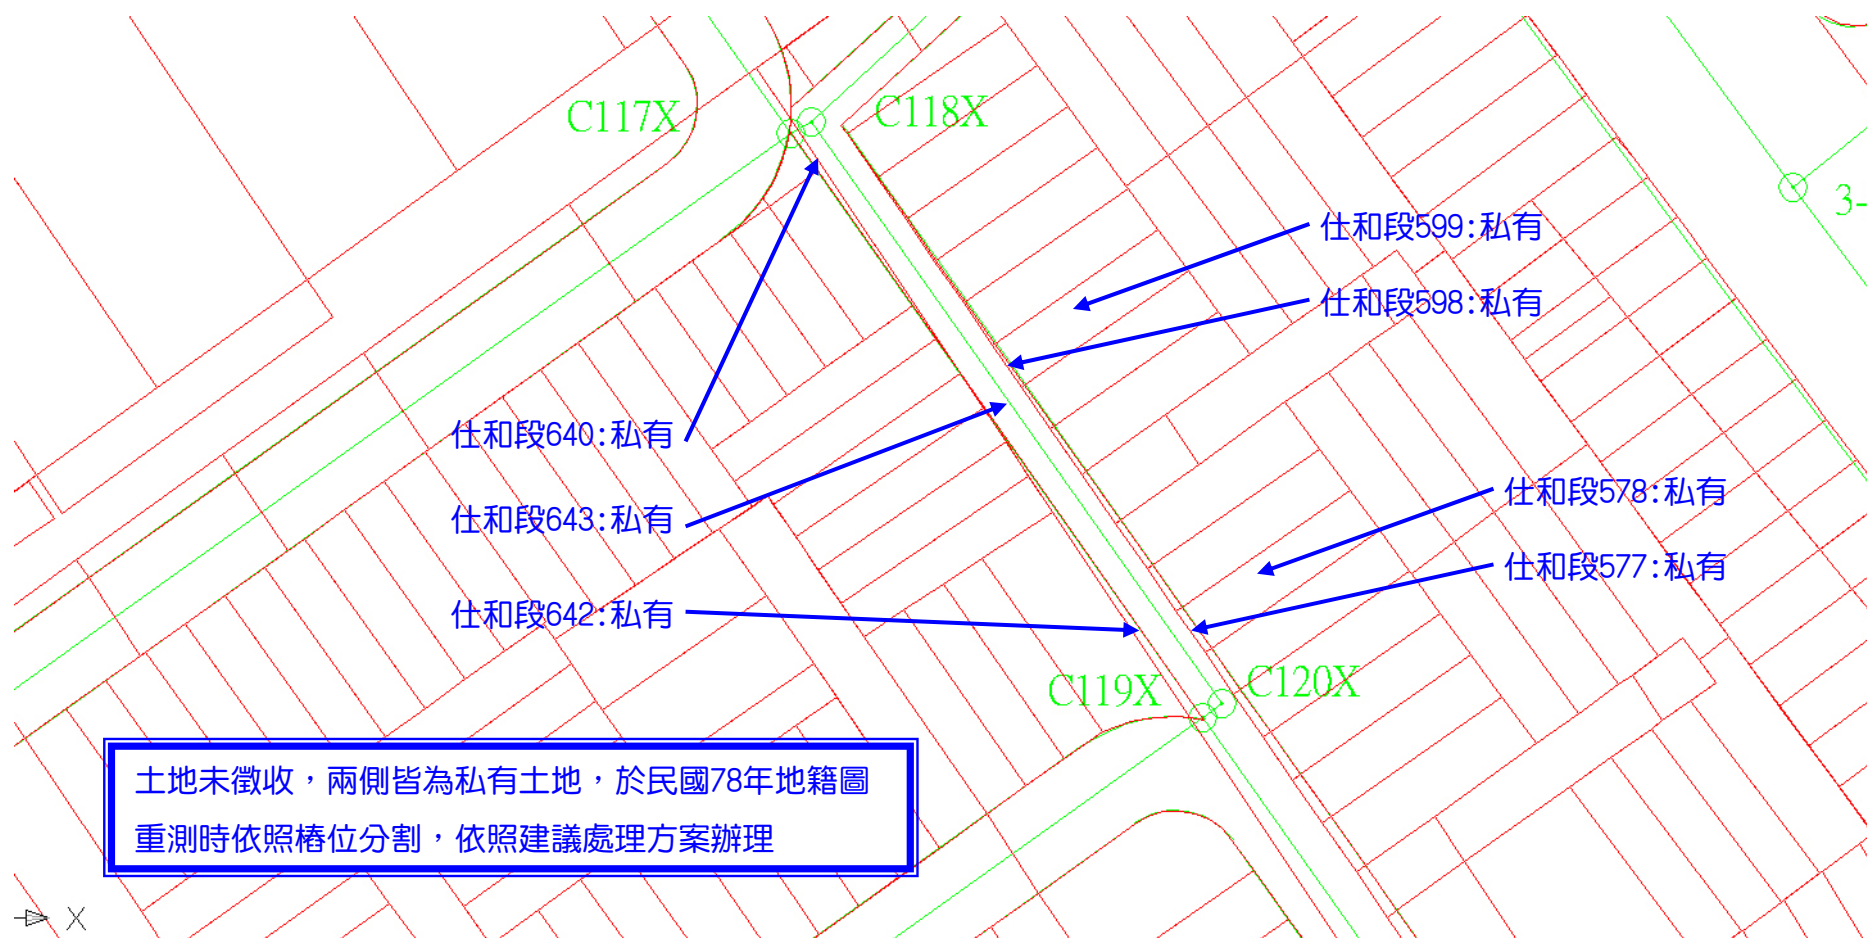 C117X
C118X
3-
仕和段599:私有
仕和段598:私有
仕和段640:私有
仕和段643:私有
仕和段578:私有
仕和段577:私有
仕和段642:私有
C119X
C120X
土地未徵收，兩側皆為私有土地，於民國78年地籍圖
重測時依照樁位分割，依照建議處理方案辦理
X